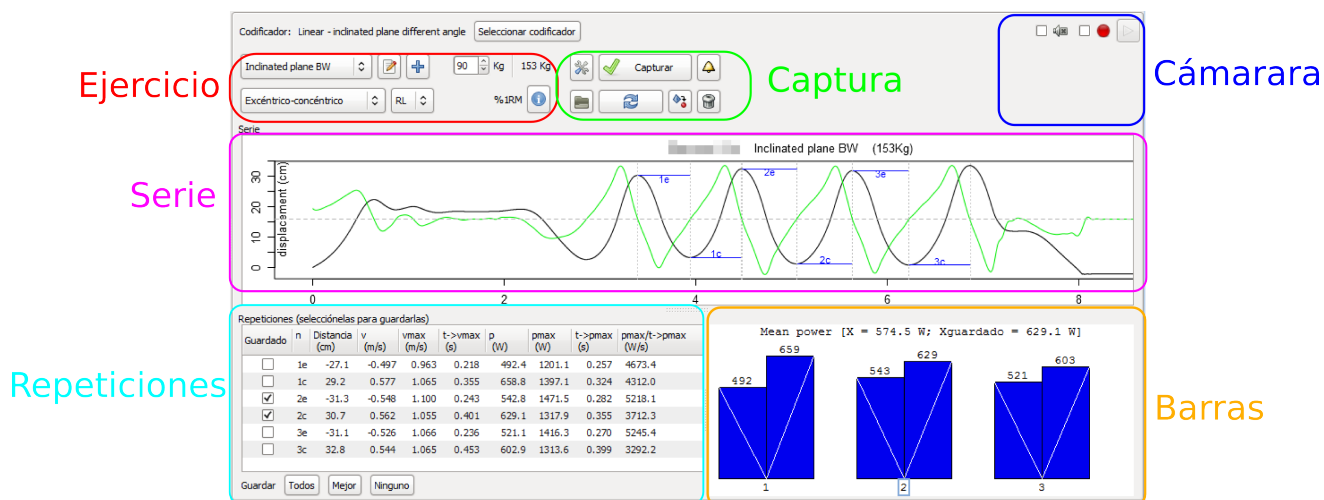 Codificador: Linear - inclinated plane different angle Seleccionar codificador
Ejercicio
Inclinated plane BW 90 Kg 153 Kg
Capturar
Captura
Cámarara
Excéntrico-concéntrico RL %1RM
Serie
Serie
Inclinated plane BW (153Kg)
displacement (cm)
30
20
10
0
1e 2e 3e
1c 2c 3c
0 2 4 6 8
Repeticiones
Repeticiones (selecciónelas para guardarlas)
Guardado n Distancia (cm) v (m/s) vmax (m/s) t->vmax (s) p (W) pmax (W) t->pmax (s) pmax/t->pmax (W/s)
1e -27.1 -0.497 0.963 0.218 492.4 1201.1 0.257 4673.4
1c 29.2 0.577 1.065 0.355 658.8 1397.1 0.324 4312.0
2e -31.3 -0.548 1.100 0.243 542.8 1471.5 0.282 5218.1
2c 30.7 0.562 1.055 0.401 629.1 1317.9 0.355 3712.3
3e -31.1 -0.526 1.066 0.236 521.1 1416.3 0.270 5245.4
3c 32.8 0.544 1.065 0.453 602.9 1313.6 0.399 3292.2
Guardar Todos Mejor Ninguno
Mean power [X = 574.5 W; Xguardado = 629.1 W]
492 659 543 629 521 603
1 2 3
Barras